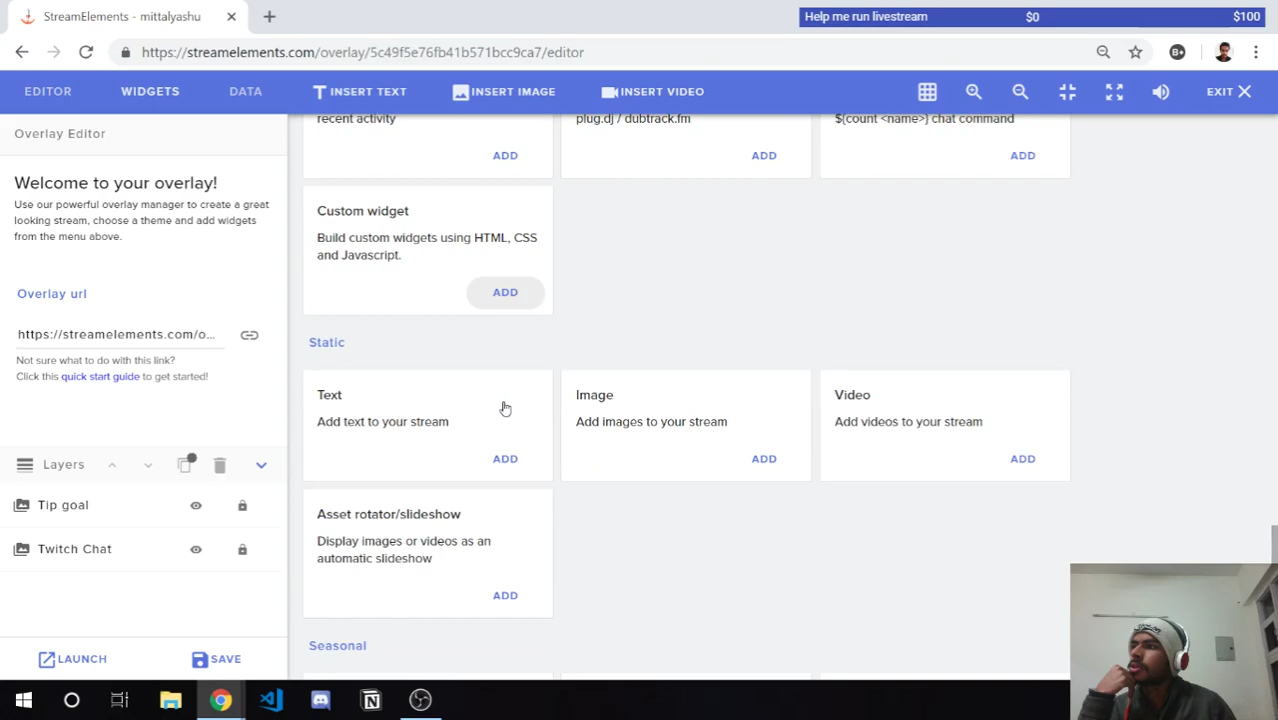 StreamElements - mittalyashu
Help me run livestream $0 $100
https://streamelements.com/overlay/5c49f5e76fb41b571bcc9ca7/editor
EDITOR WIDGETS DATA INSERT TEXT INSERT IMAGE INSERT VIDEO EXIT
Overlay Editor
Welcome to your overlay!
Use our powerful overlay manager to create a great
looking stream, choose a theme and add widgets
from the menu above.
Overlay url
https://streamelements.com/o...
Not sure what to do with this link?
Click this quick start guide to get started!
Layers
Tip goal
Twitch Chat
LAUNCH SAVE
recent activity
ADD
plug.dj / dubtrack.fm
ADD
${count <name>} chat command
ADD
Custom widget
Build custom widgets using HTML, CSS
and Javascript.
ADD
Static
Text
Add text to your stream
ADD
Image
Add images to your stream
ADD
Video
Add videos to your stream
ADD
Asset rotator/slideshow
Display images or videos as an
automatic slideshow
ADD
Seasonal